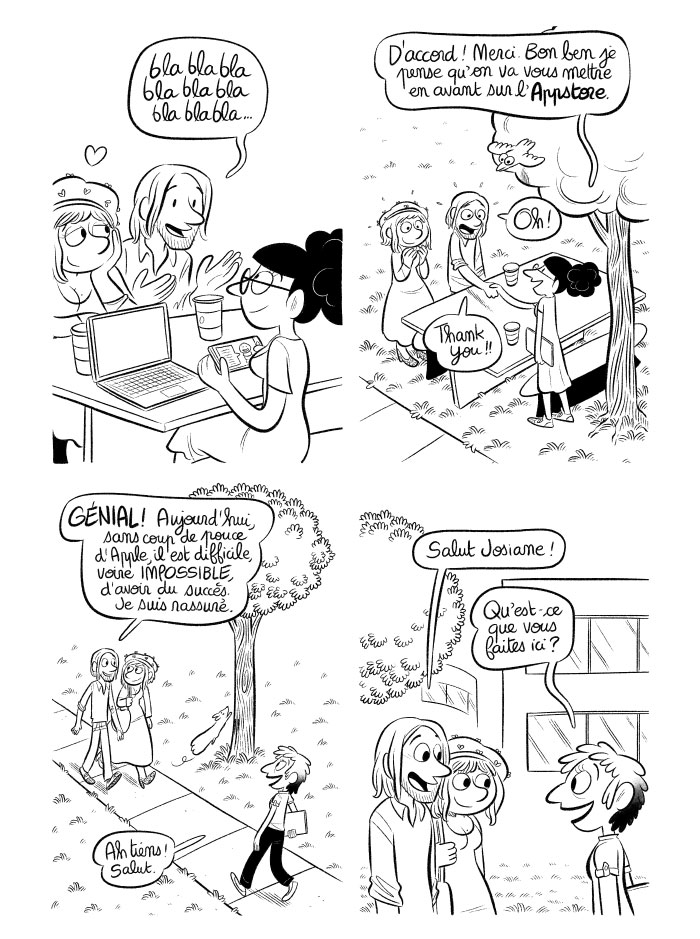 bla bla bla
bla bla bla
bla bla bla...
D'accord ! Merci. Bon ben je
pense qu'on va vous mettre
en avant sur l'Appstore.
Oh !
Thank
you !!
GÉNIAL ! Aujourd'hui,
sans coup de pouce
d'Apple, il est difficile,
voire IMPOSSIBLE,
d'avoir du succès.
Je suis rassuré.
Ah tiens !
Salut.
Salut Josiane !
Qu'est-ce
que vous
faites ici ?